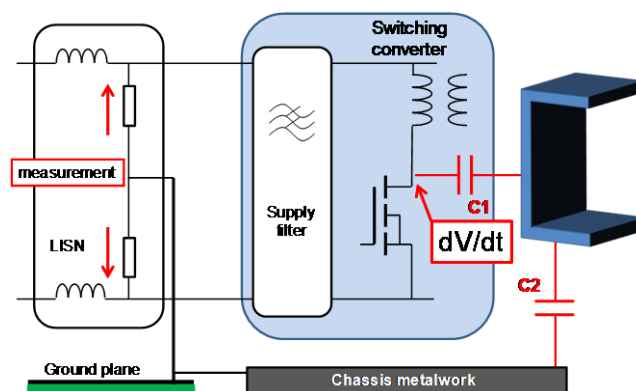 Switching
converter
measurement
C1
Supply
filter
dV/dt
LISN
C2
Ground plane
Chassis metalwork